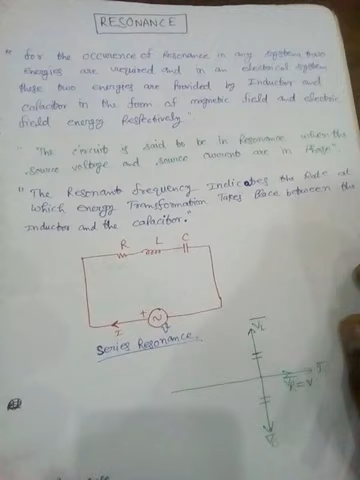 RESONANCE
" for the occurence of Resonance in any system two
energies are required and in an electrical system
these two energies are Provided by Inductor and
Capacitor in the form of magnetic field and electric
field energy Respectively."
" The circuit is said to be in Resonance when the
source voltage and source current are in Phase".
" The Resonant frequency Indicates the Rate at
which energy Transformation Takes Place between the
Inductor and the capacitor."
R L C
+
I
Series Resonance.
VL
VR = V I
VC